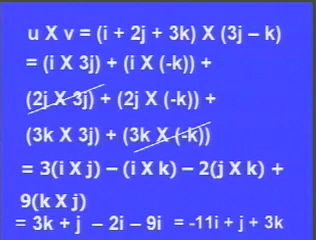 u X v = (i + 2j + 3k) X (3j – k)
= (i X 3j) + (i X (-k)) +
(2j X 3j) + (2j X (-k)) +
(3k X 3j) + (3k X (-k))
= 3(i X j) – (i X k) – 2(j X k) +
9(k X j)
= 3k + j – 2i – 9i = -11i + j + 3k